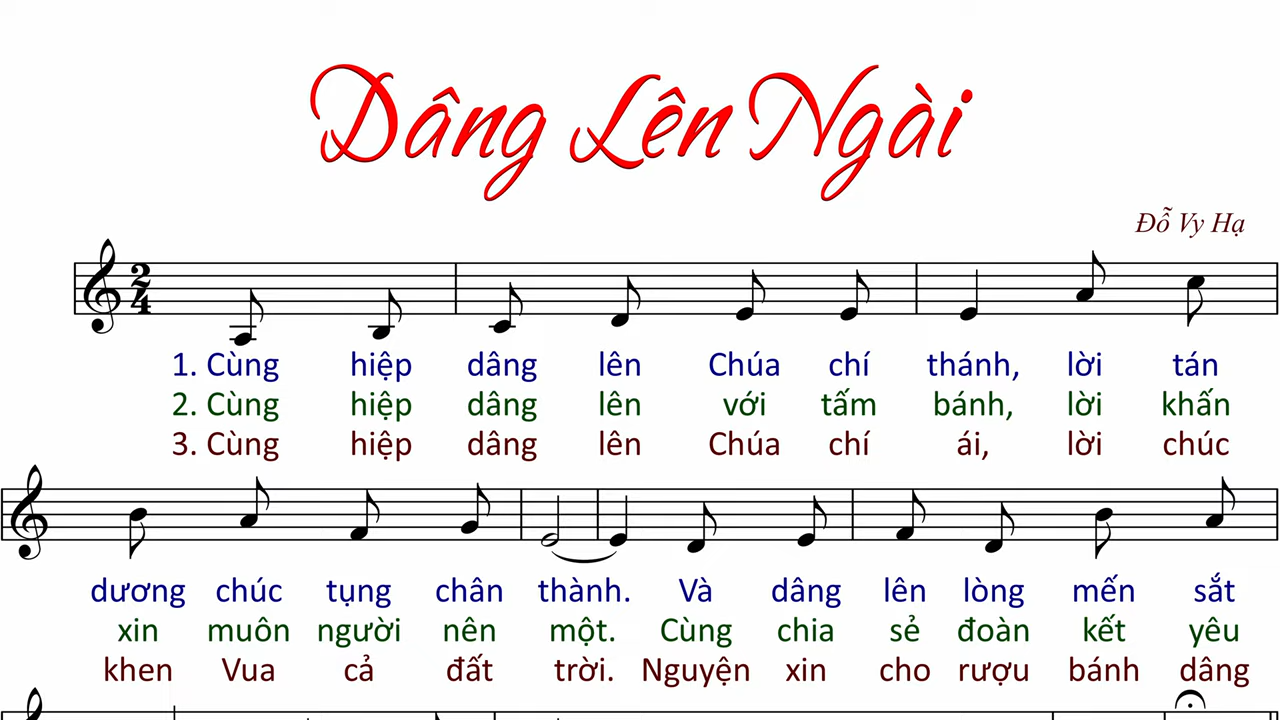 Dâng Lên Ngài
Đỗ Vy Hạ
2
4
1. Cùng hiệp dâng lên Chúa chí thánh, lời tán
2. Cùng hiệp dâng lên với tấm bánh, lời khấn
3. Cùng hiệp dâng lên Chúa chí ái, lời chúc
dương chúc tụng chân thành. Và dâng lên lòng mến sắt
xin muôn người nên một. Cùng chia sẻ đoàn kết yêu
khen Vua cả đất trời. Nguyện xin cho rượu bánh dâng